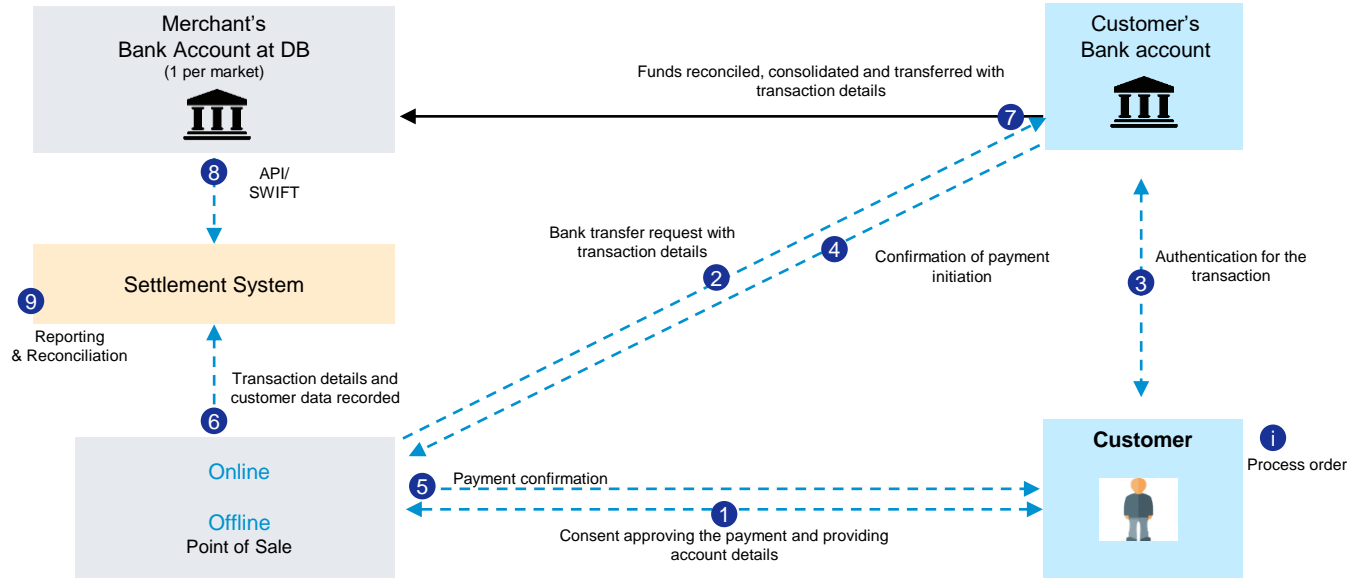 Merchant's
Bank Account at DB
(1 per market)
Customer's
Bank account
Funds reconciled, consolidated and transferred with
transaction details
7
8
API/
SWIFT
Bank transfer request with
transaction details
2
4
Confirmation of payment
initiation
Authentication for the
transaction
3
Settlement System
9
Reporting
& Reconciliation
Transaction details and
customer data recorded
6
Online
Offline
Point of Sale
5
Payment confirmation
1
Consent approving the payment and providing
account details
Customer
i
Process order